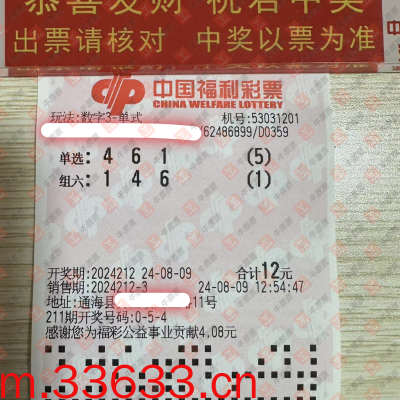 恭喜发财 祝君中奖
出票请核对 中奖以票为准
中国福利彩票
CHINA WELFARE LOTTERY
玩法:数字3-单式 机号:53031201
762486899/D0359
单选: 4 6 1 (5)
组六: 1 4 6 (1)
开奖期:2024212 24-08-09 合计12元
销售期:2024212-3 24-08-09 12:54:47
地址:通海县 11号
211期开奖号码:0-5-4
感谢您为福彩公益事业贡献4.08元
m.33633.cn